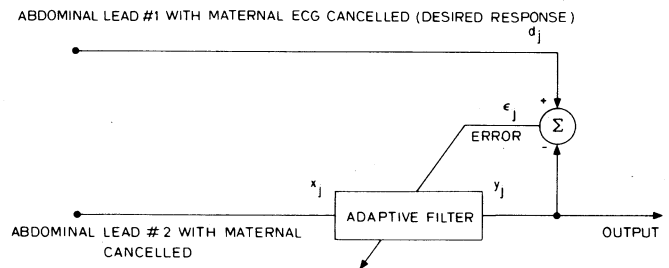 ABDOMINAL LEAD #1 WITH MATERNAL ECG CANCELLED (DESIRED RESPONSE)
dj
+
ϵj
Σ
ERROR
-
xj
yj
ADAPTIVE FILTER
ABDOMINAL LEAD #2 WITH MATERNAL
CANCELLED
OUTPUT